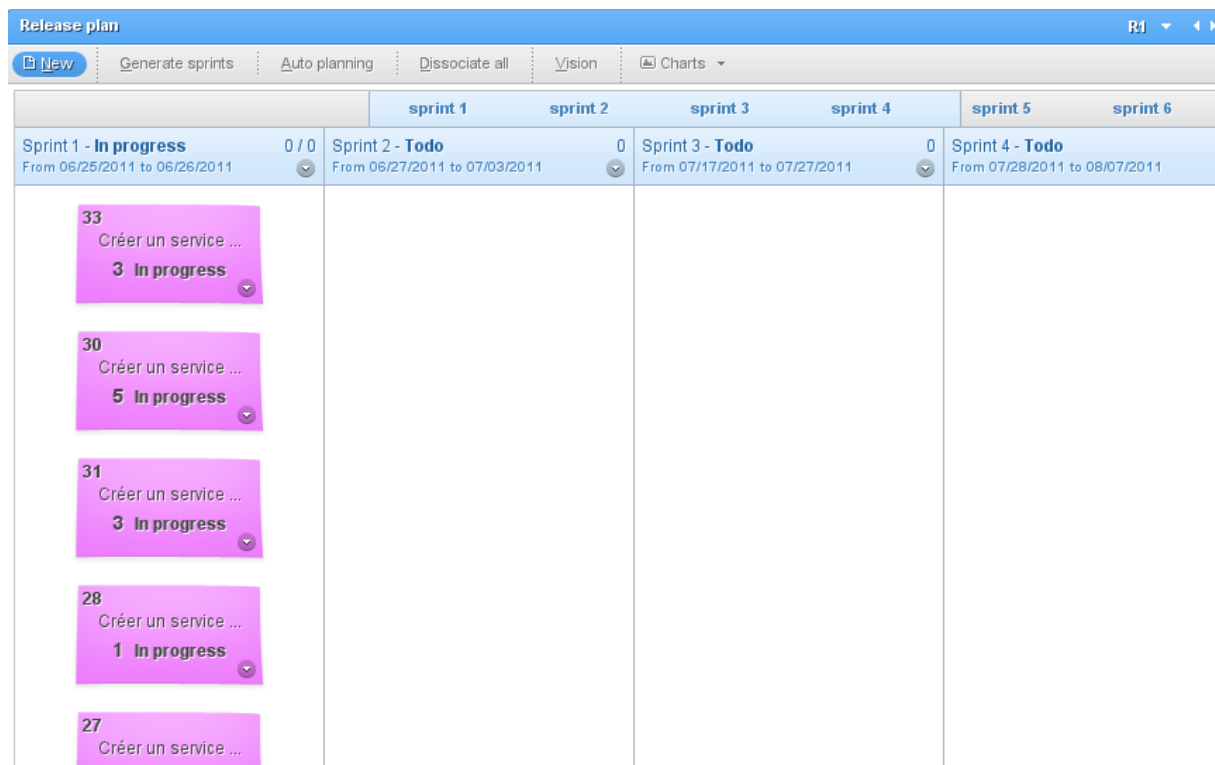 Release plan R1
New Generate sprints Auto planning Dissociate all Vision Charts
sprint 1 sprint 2 sprint 3 sprint 4 sprint 5 sprint 6
Sprint 1 - In progress 0 / 0
From 06/25/2011 to 06/26/2011
Sprint 2 - Todo 0
From 06/27/2011 to 07/03/2011
Sprint 3 - Todo 0
From 07/17/2011 to 07/27/2011
Sprint 4 - Todo
From 07/28/2011 to 08/07/2011
33
Créer un service ...
3 In progress
30
Créer un service ...
5 In progress
31
Créer un service ...
3 In progress
28
Créer un service ...
1 In progress
27
Créer un service ...